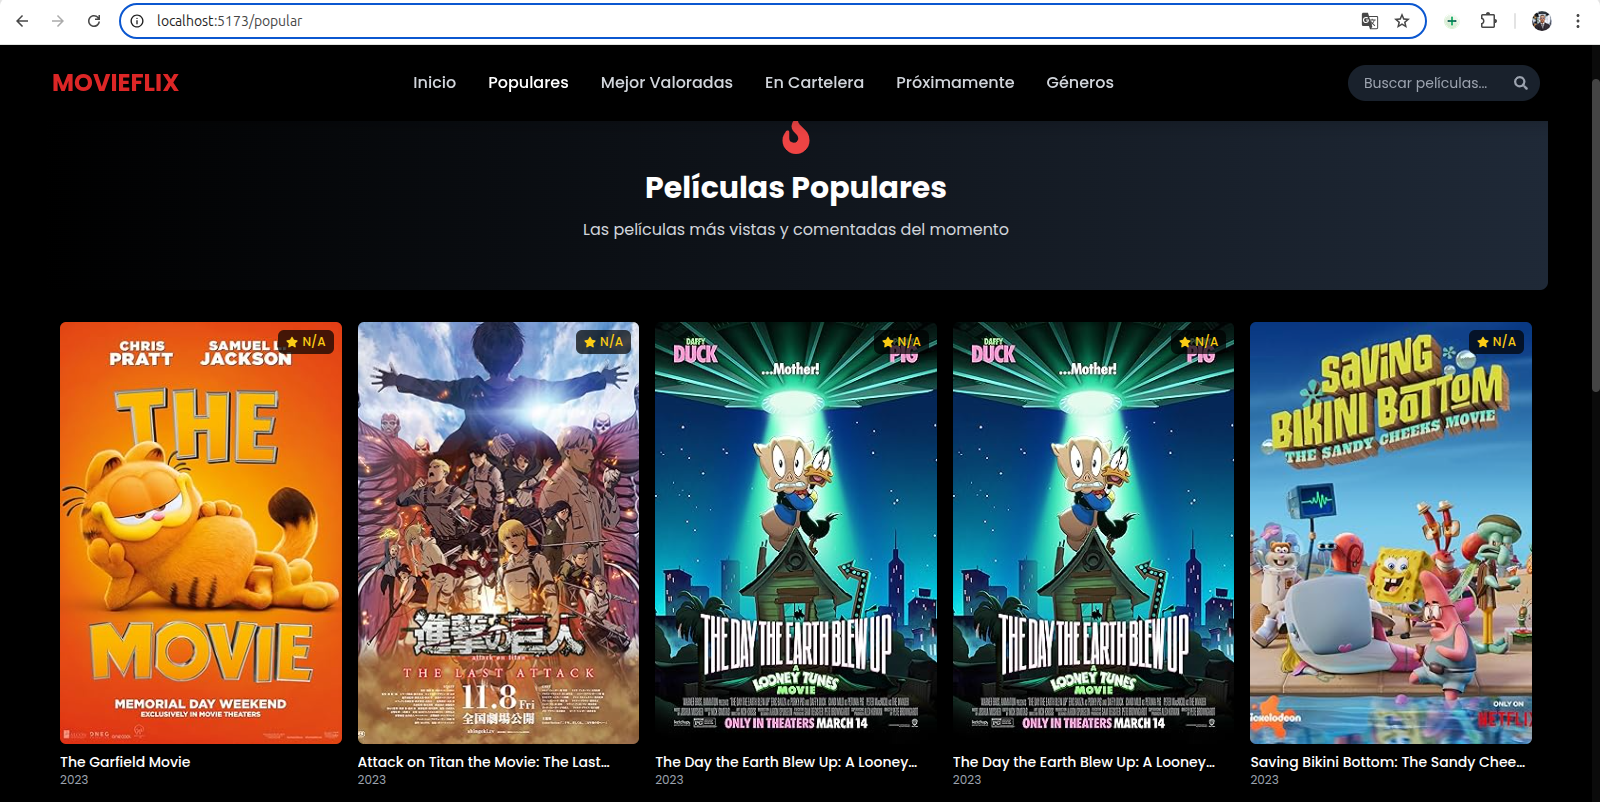 localhost:5173/popular
MOVIEFLIX
Inicio
Populares
Mejor Valoradas
En Cartelera
Próximamente
Géneros
Buscar películas...
Películas Populares
Las películas más vistas y comentadas del momento
CHRIS PRATT
SAMUEL L. JACKSON
N/A
THE
MOVIE
MEMORIAL DAY WEEKEND
EXCLUSIVELY IN MOVIE THEATERS
The Garfield Movie
2023
N/A
進撃の巨人
attack on titan
THE LAST ATTACK
11.8 Fri
全国劇場公開
Attack on Titan the Movie: The Last...
2023
DAFFY DUCK
PIG
N/A
...Mother!
THE DAY THE EARTH BLEW UP
A
LOONEY TUNES
MOVIE
ONLY IN THEATERS MARCH 14
The Day the Earth Blew Up: A Looney...
2023
DAFFY DUCK
PIG
N/A
...Mother!
THE DAY THE EARTH BLEW UP
A
LOONEY TUNES
MOVIE
ONLY IN THEATERS MARCH 14
The Day the Earth Blew Up: A Looney...
2023
N/A
SAVING
BIKINI BOTTOM
THE SANDY CHEEKS MOVIE
nickelodeon
ONLY ON
NETFLIX
Saving Bikini Bottom: The Sandy Chee...
2023